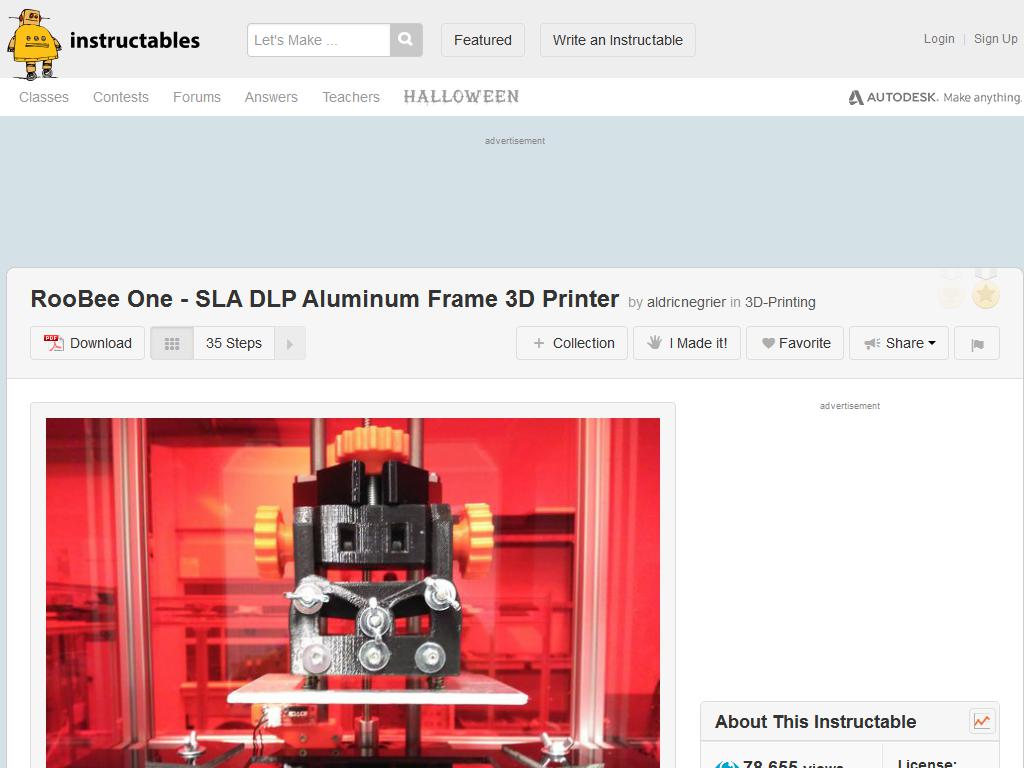 instructables
Let's Make ...
Featured
Write an Instructable
Login | Sign Up
Classes
Contests
Forums
Answers
Teachers
HALLOWEEN
AUTODESK. Make anything.
advertisement
RooBee One - SLA DLP Aluminum Frame 3D Printer by aldricnegrier in 3D-Printing
PDF Download
35 Steps
+ Collection
I Made it!
Favorite
Share
advertisement
About This Instructable
78,655 views
License: